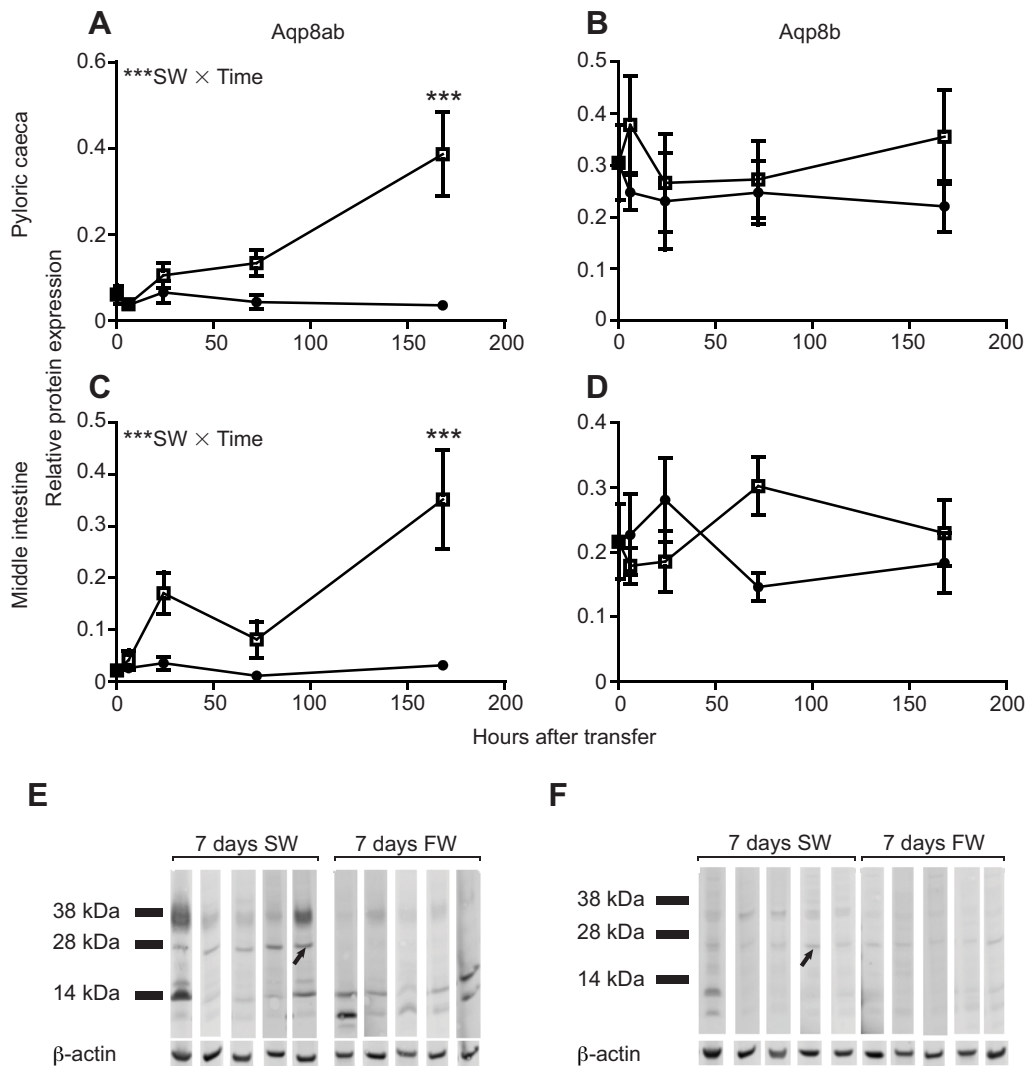 A
Aqp8ab
B
Aqp8b
Pyloric caeca
Relative protein expression
Middle intestine
0.6
0.4
0.2
0
***SW × Time
***
0 50 100 150 200
0.5
0.4
0.3
0.2
0.1
0
0 50 100 150 200
C
D
0.5
0.4
0.3
0.2
0.1
0
***SW × Time
***
0 50 100 150 200
0.4
0.3
0.2
0.1
0
0 50 100 150 200
Hours after transfer
E
7 days SW
7 days FW
38 kDa
28 kDa
14 kDa
β-actin
F
7 days SW
7 days FW
38 kDa
28 kDa
14 kDa
β-actin